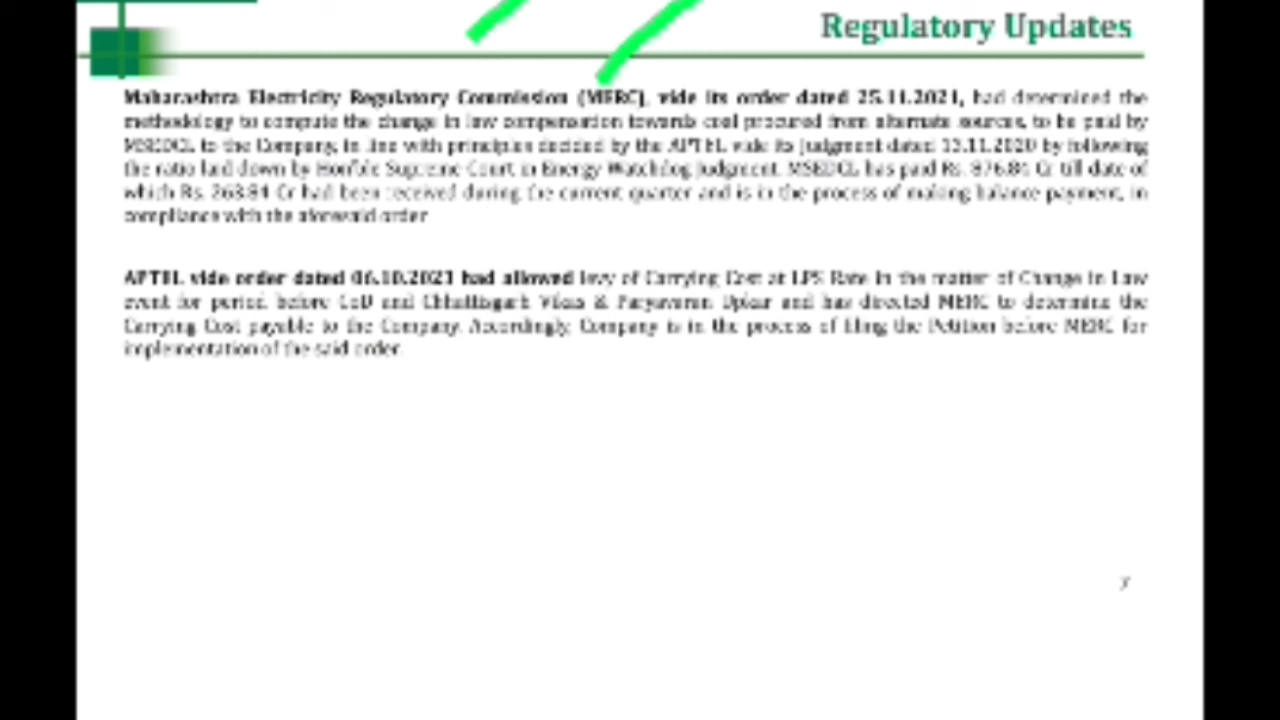 Regulatory Updates
Maharashtra Electricity Regulatory Commission (MERC), vide its order dated 25.11.2021, had determined the
methodology to compute the change in law compensation towards coal procured from alternate sources, to be paid by
MSEDCL to the Company, in line with principles decided by the APTEL vide its Judgment dated 13.11.2020 by following
the ratio laid down by Hon'ble Supreme Court in Energy Watchdog Judgment. MSEDCL has paid Rs. 876.84 Cr till date of
which Rs. 263.84 Cr had been received during the current quarter and is in the process of making balance payment, in
compliance with the aforesaid order
APTEL vide order dated 06.10.2021 had allowed levy of Carrying Cost at LPS Rate in the matter of Change in Law
event for period before CoD and Chhattisgarh Vikas & Paryavaran Upkar and has directed MERC to determine the
Carrying Cost payable to the Company. Accordingly, Company is in the process of filing the Petition before MERC for
implementation of the said order.
7